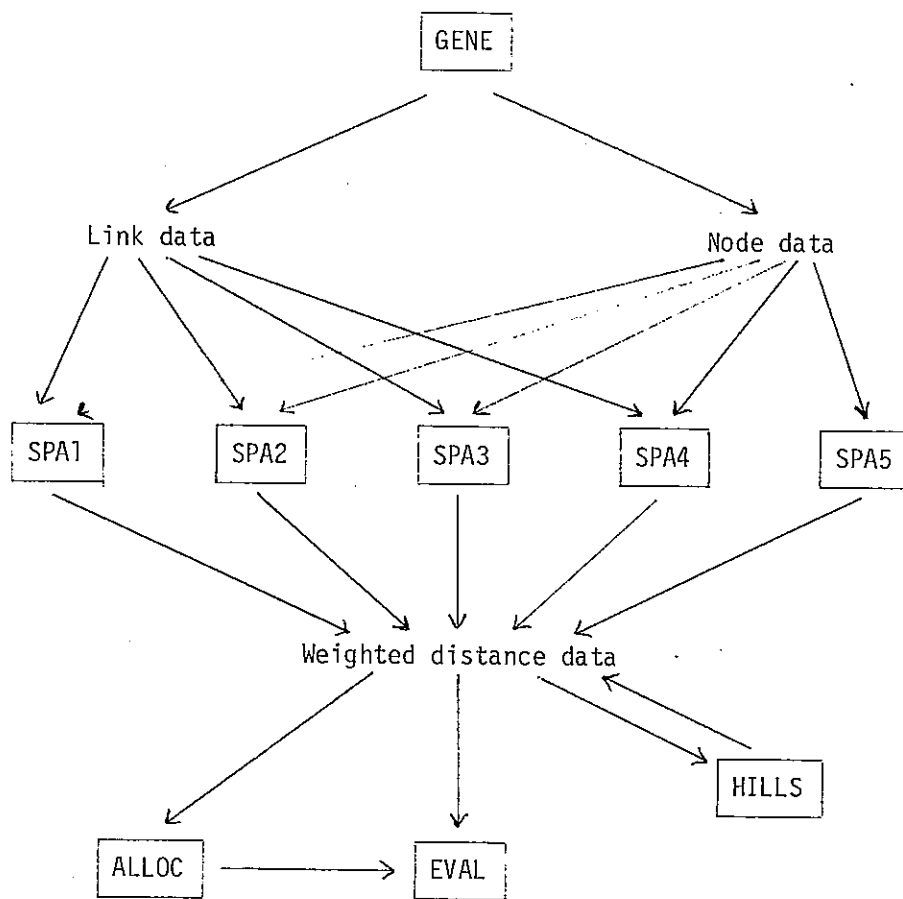 GENE
Link data
Node data
SPA1
SPA2
SPA3
SPA4
SPA5
Weighted distance data
HILLS
ALLOC
EVAL